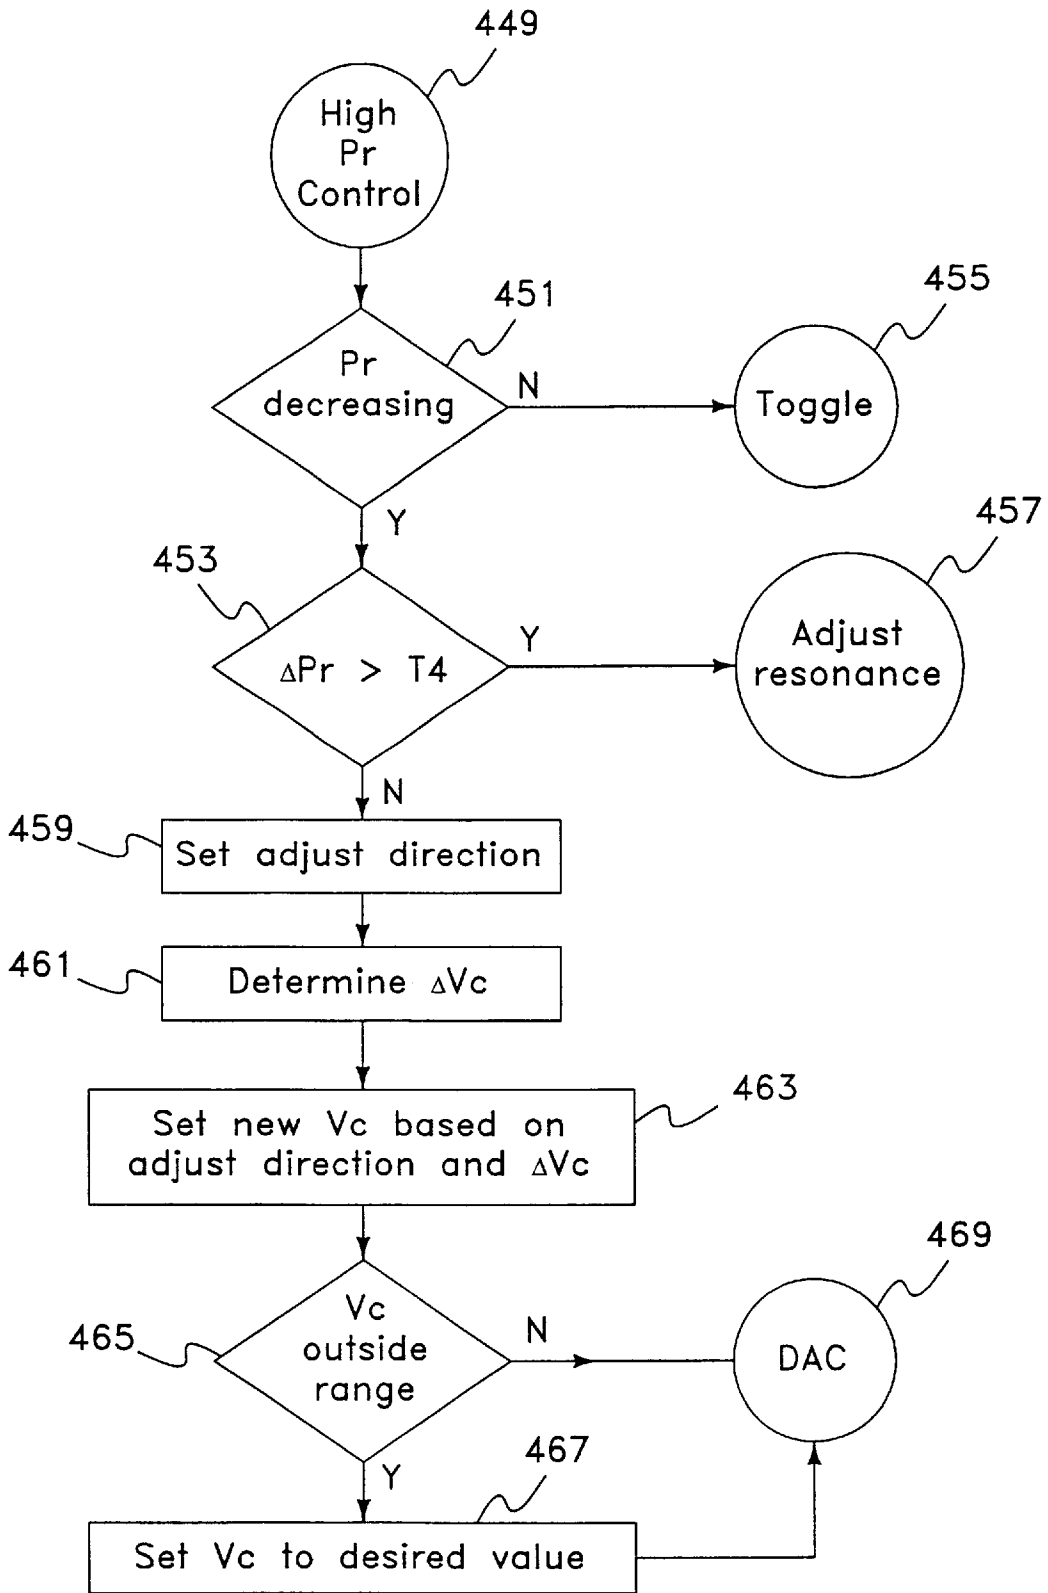 449
High
Pr
Control
451
455
Pr
decreasing
N
Toggle
Y
457
453
ΔPr > T4
Y
Adjust
resonance
N
459
Set adjust direction
461
Determine ΔVc
463
Set new Vc based on
adjust direction and ΔVc
469
465
Vc
outside
range
N
DAC
Y
467
Set Vc to desired value